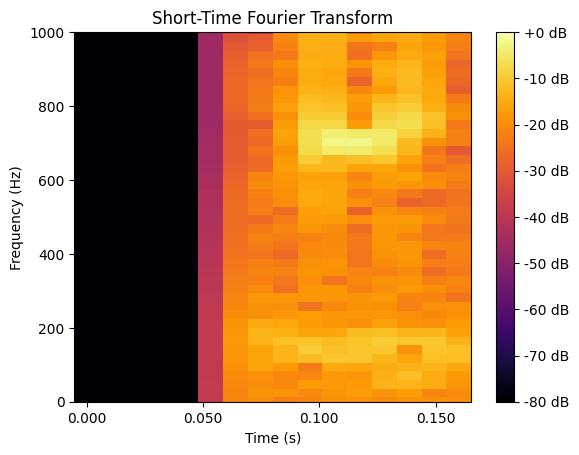 Short-Time Fourier Transform
1000
800
600
400
200
0
Frequency (Hz)
0.000
0.050
0.100
0.150
Time (s)
+0 dB
-10 dB
-20 dB
-30 dB
-40 dB
-50 dB
-60 dB
-70 dB
-80 dB